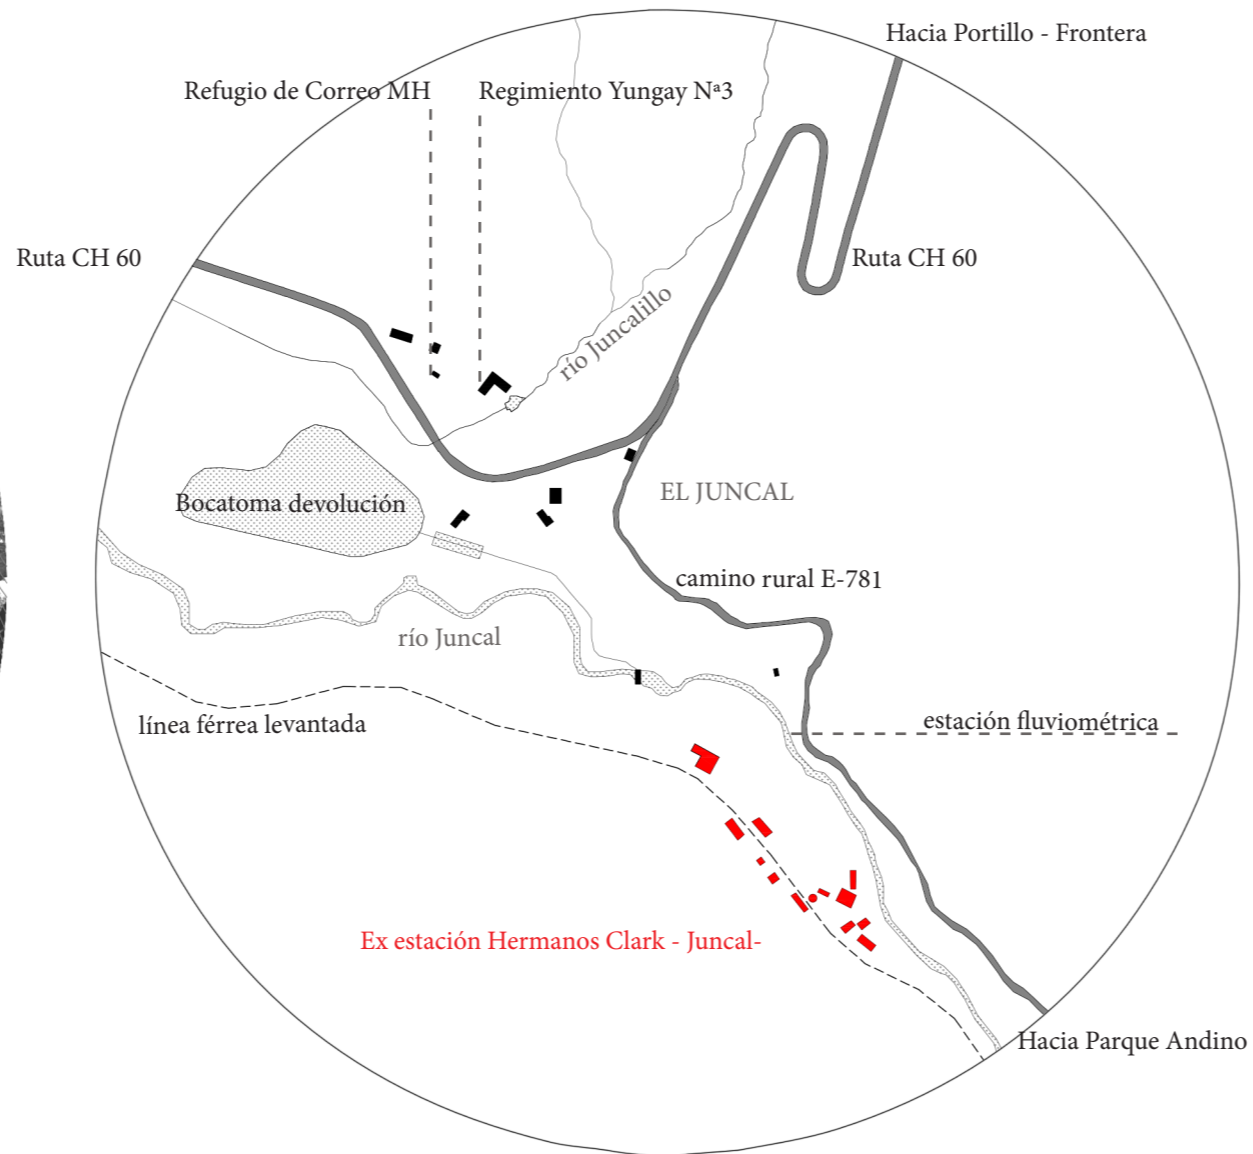 Hacia Portillo - Frontera
Refugio de Correo MH
Regimiento Yungay Nª3
Ruta CH 60
Ruta CH 60
río Juncalillo
EL JUNCAL
Bocatoma devolución
camino rural E-781
río Juncal
línea férrea levantada
estación fluviométrica
Ex estación Hermanos Clark - Juncal-
Hacia Parque Andino